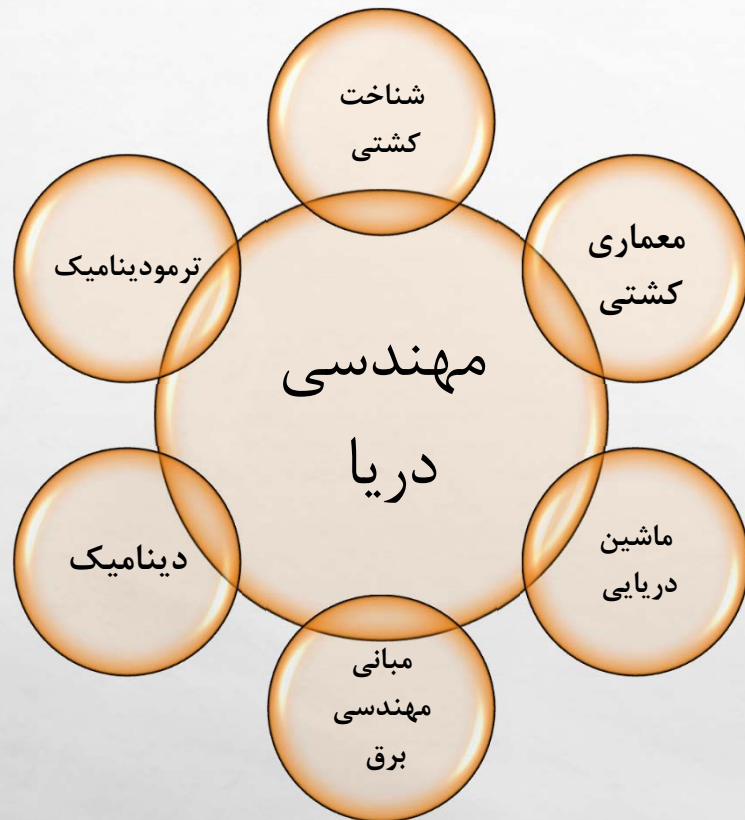 شناخت
کشتی
معماری
کشتی
ترمودینامیک
مهندسی
دریا
ماشین
دریایی
دینامیک
مبانی
مهندسی
برق